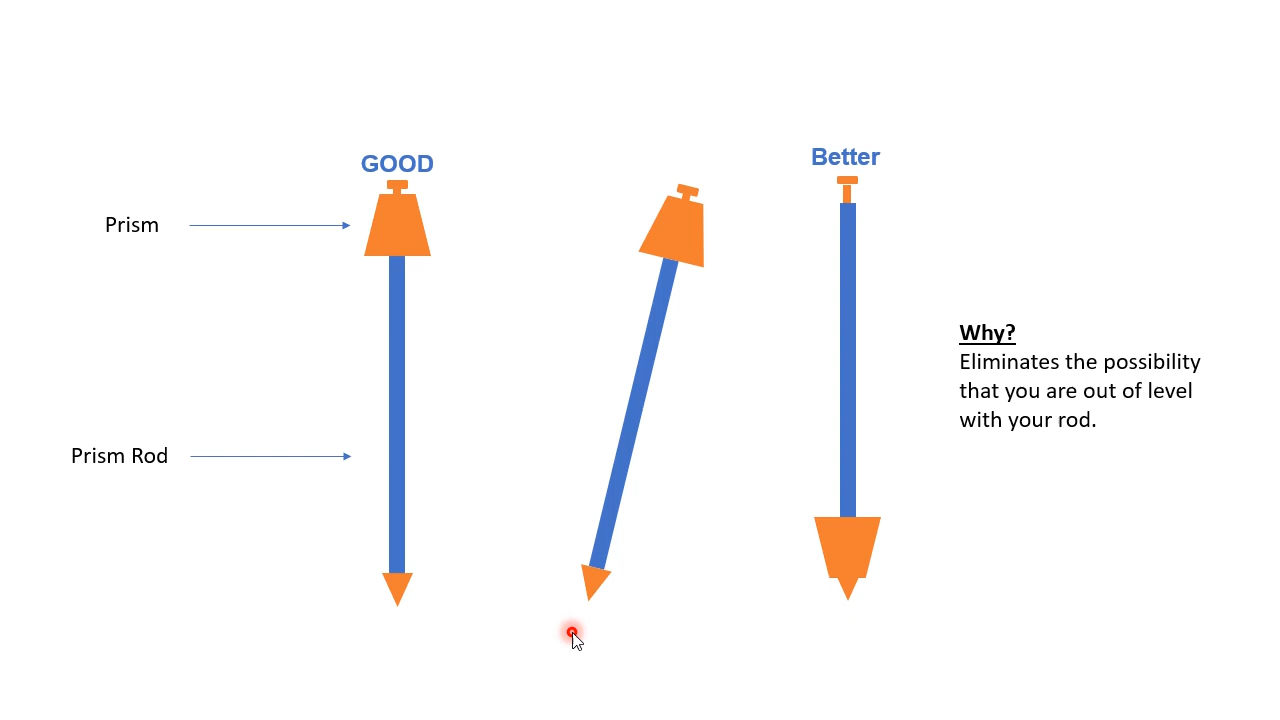 GOOD
Better
Prism
Prism Rod
Why?
Eliminates the possibility
that you are out of level
with your rod.